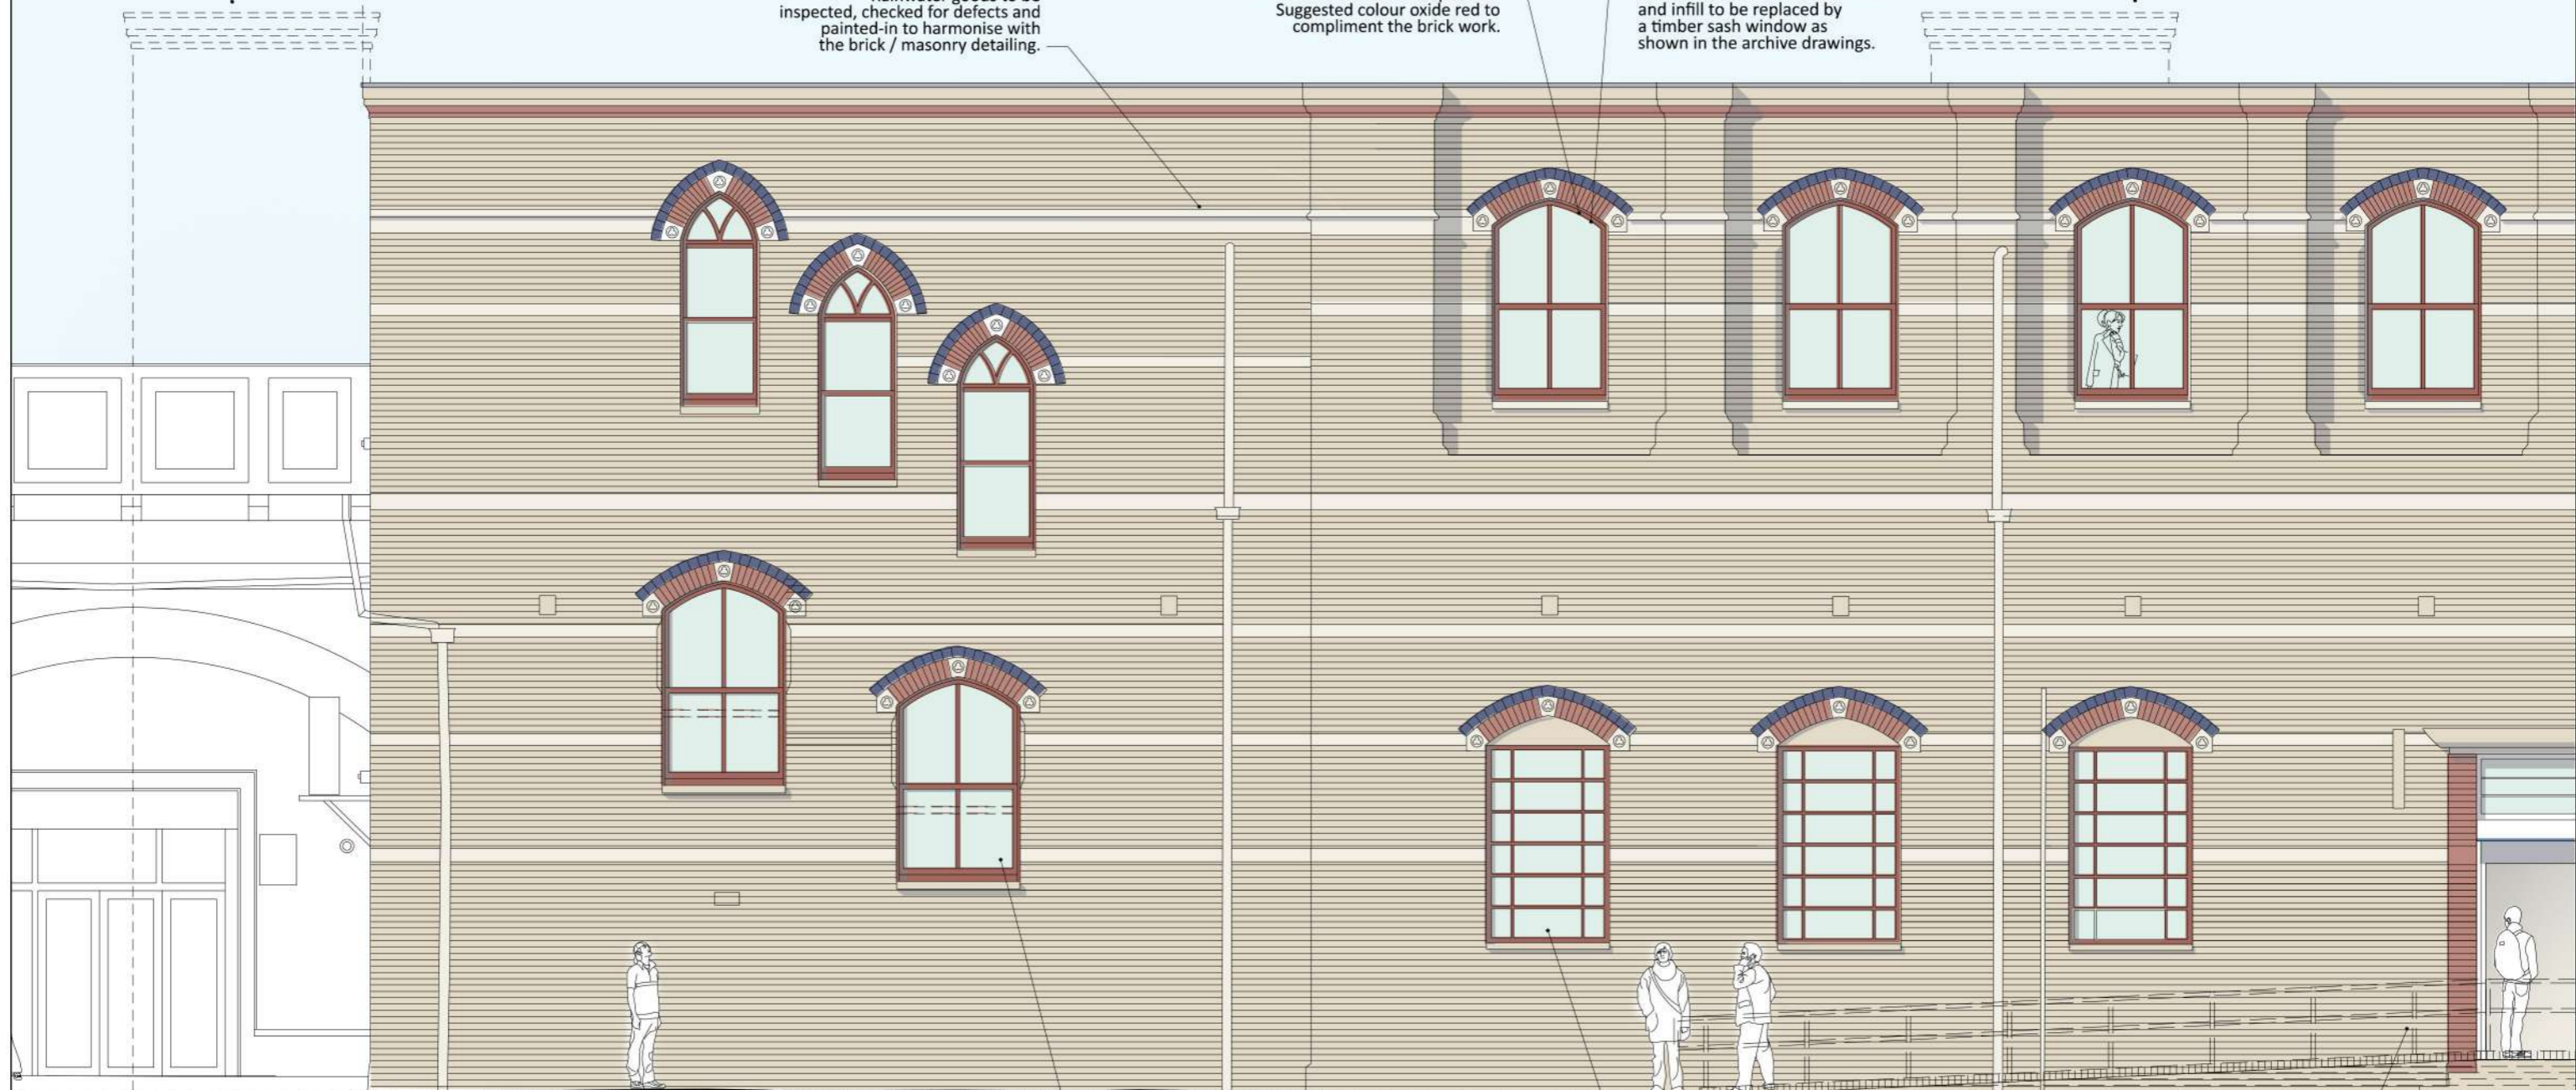 inspected, checked for defects and
painted-in to harmonise with
the brick / masonry detailing.
Suggested colour oxide red to
compliment the brick work.
and infill to be replaced by
a timber sash window as
shown in the archive drawings.